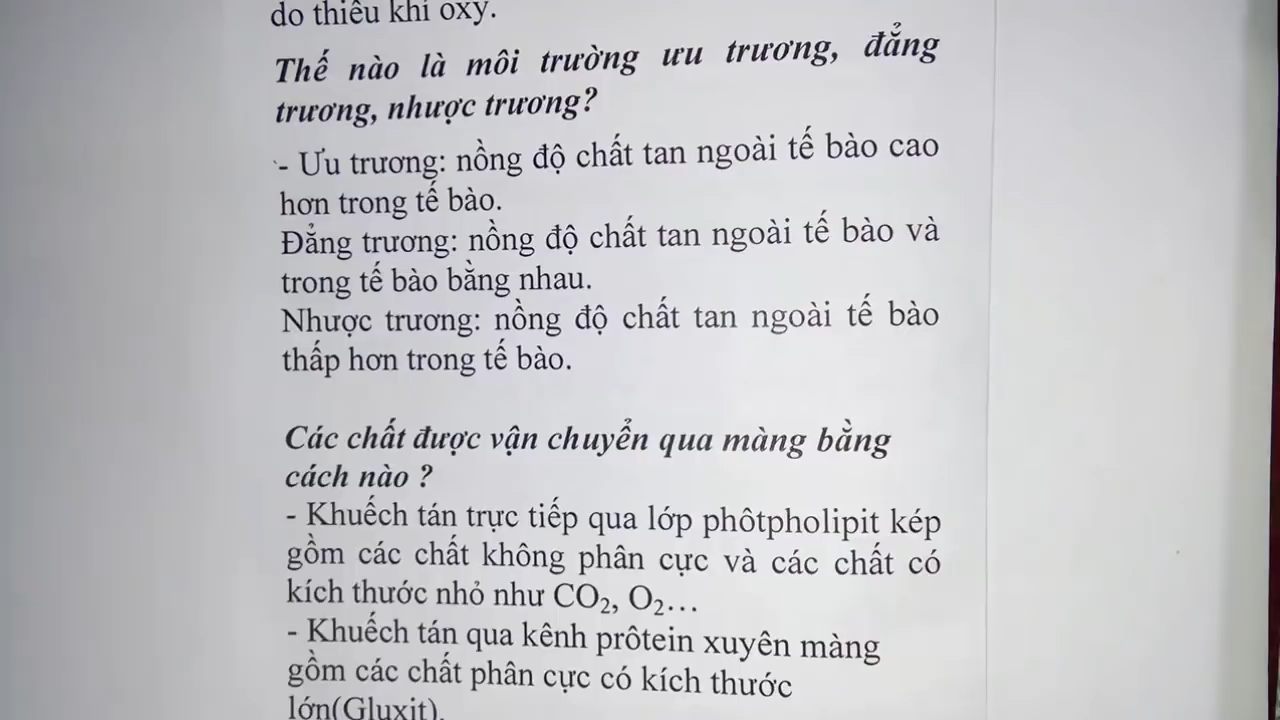 do thiếu khí oxy.
Thế nào là môi trường ưu trương, đẳng
trương, nhược trương?
- Ưu trương: nồng độ chất tan ngoài tế bào cao
hơn trong tế bào.
Đẳng trương: nồng độ chất tan ngoài tế bào và
trong tế bào bằng nhau.
Nhược trương: nồng độ chất tan ngoài tế bào
thấp hơn trong tế bào.
Các chất được vận chuyển qua màng bằng
cách nào ?
- Khuếch tán trực tiếp qua lớp phôtpholipit kép
gồm các chất không phân cực và các chất có
kích thước nhỏ như CO₂, O₂…
- Khuếch tán qua kênh prôtein xuyên màng
gồm các chất phân cực có kích thước
lớn(Gluxit).